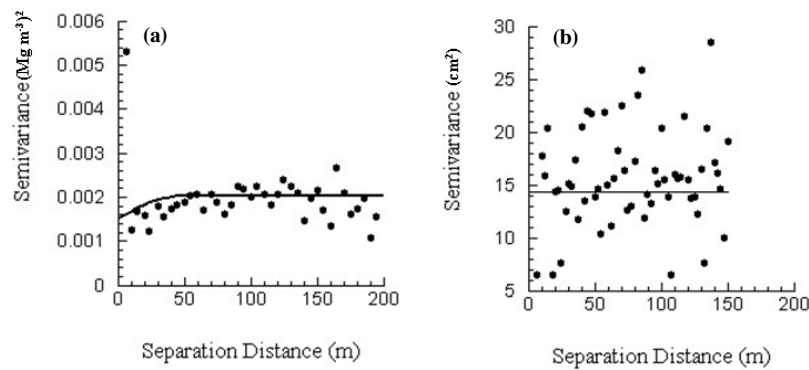 (a)
Semivariance (Mg m⁻³)²
0.006
0.005
0.004
0.003
0.002
0.001
0
0 50 100 150 200
Separation Distance (m)
(b)
Semivariance (cm²)
30
25
20
15
10
5
0 50 100 150 200
Separation Distance (m)